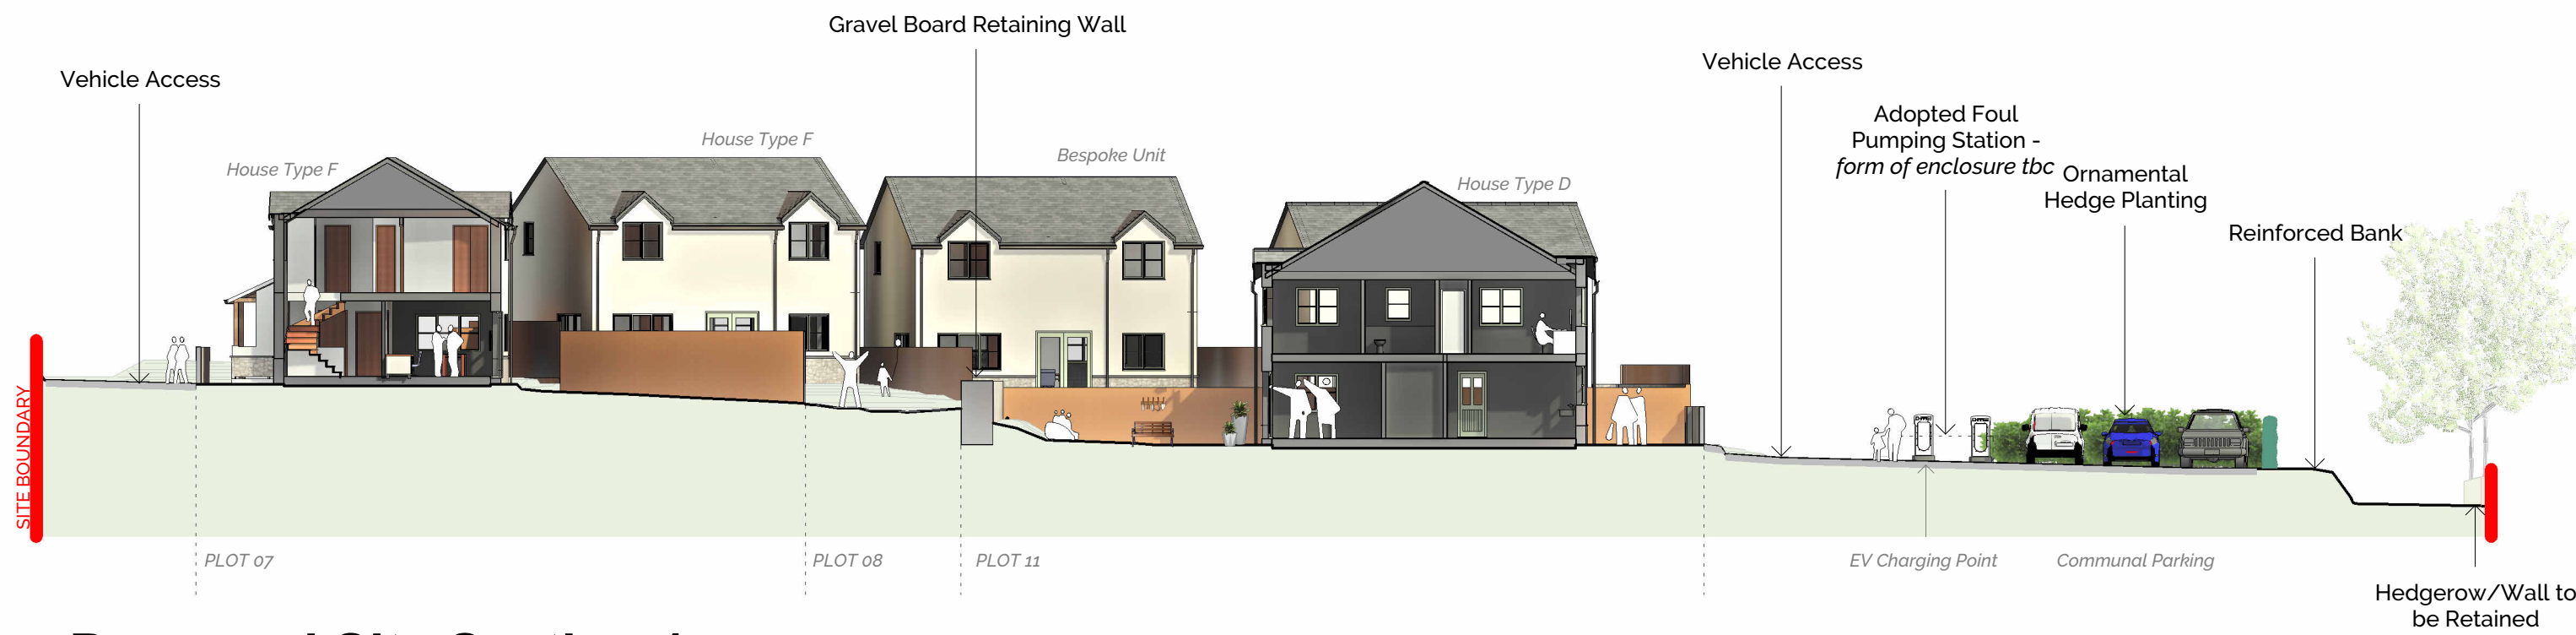 Gravel Board Retaining Wall
Vehicle Access
Vehicle Access
Adopted Foul
Pumping Station -
form of enclosure tbc
Ornamental
Hedge Planting
Reinforced Bank
House Type F
House Type F
Bespoke Unit
House Type D
SITE BOUNDARY
PLOT 07
PLOT 08
PLOT 11
EV Charging Point
Communal Parking
Hedgerow/Wall to
be Retained